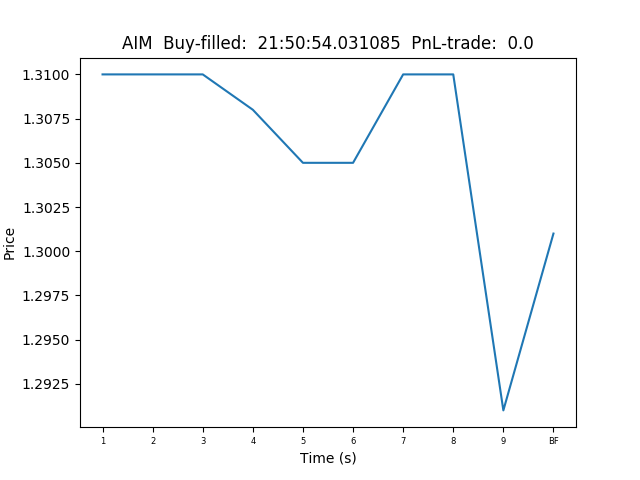 AIM  Buy-filled:  21:50:54.031085  PnL-trade:  0.0
1.3100
1.3075
1.3050
1.3025
1.3000
1.2975
1.2950
1.2925
Price
1 2 3 4 5 6 7 8 9 BF
Time (s)